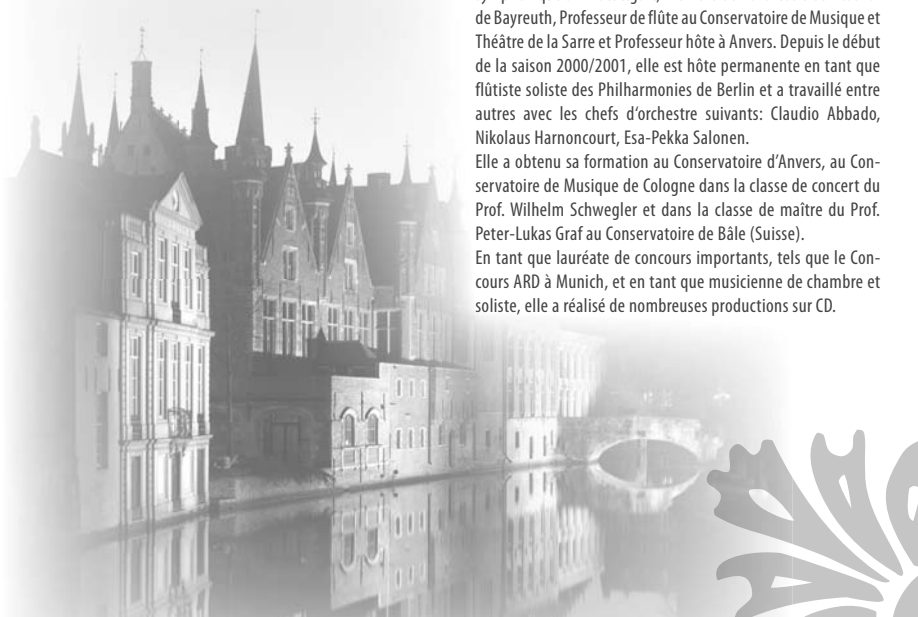 de Bayreuth, Professeur de flûte au Conservatoire de Musique et
Théâtre de la Sarre et Professeur hôte à Anvers. Depuis le début
de la saison 2000/2001, elle est hôte permanente en tant que
flûtiste soliste des Philharmonies de Berlin et a travaillé entre
autres avec les chefs d‘orchestre suivants: Claudio Abbado,
Nikolaus Harnoncourt, Esa-Pekka Salonen.
Elle a obtenu sa formation au Conservatoire d’Anvers, au Con-
servatoire de Musique de Cologne dans la classe de concert du
Prof. Wilhelm Schwegler et dans la classe de maître du Prof.
Peter-Lukas Graf au Conservatoire de Bâle (Suisse).
En tant que lauréate de concours importants, tels que le Con-
cours ARD à Munich, et en tant que musicienne de chambre et
soliste, elle a réalisé de nombreuses productions sur CD.